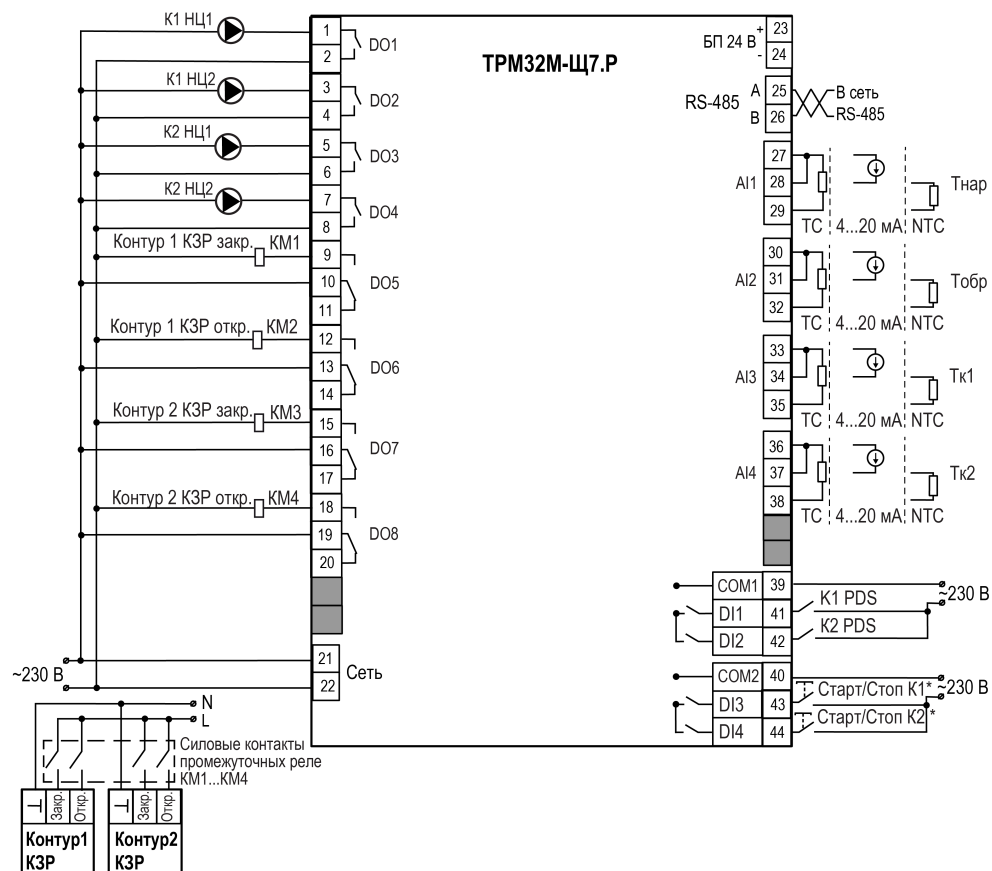 ТРМ32М-Щ7.Р
К1 НЦ1
1
2
DO1
К1 НЦ2
3
4
DO2
К2 НЦ1
5
6
DO3
К2 НЦ2
7
8
DO4
Контур 1 КЗР закр. КМ1
9
10
11
DO5
Контур 1 КЗР откр. КМ2
12
13
14
DO6
Контур 2 КЗР закр. КМ3
15
16
17
DO7
Контур 2 КЗР откр. КМ4
18
19
20
DO8
~230 В
21
22
Сеть
N
L
Силовые контакты
промежуточных реле
КМ1...КМ4
Закр.
Откр.
Контур1
КЗР
Закр.
Откр.
Контур2
КЗР
БП 24 В
+
-
23
24
RS-485
A
B
25
26
В сеть
RS-485
AI1
27
28
29
ТС 4...20 мА NTC
Тнар
AI2
30
31
32
ТС 4...20 мА NTC
Тобр
AI3
33
34
35
ТС 4...20 мА NTC
Тк1
AI4
36
37
38
ТС 4...20 мА NTC
Тк2
COM1 39
DI1 41
DI2 42
К1 PDS
К2 PDS
~230 В
COM2 40
DI3 43
DI4 44
Старт/Стоп К1*
Старт/Стоп К2*
~230 В